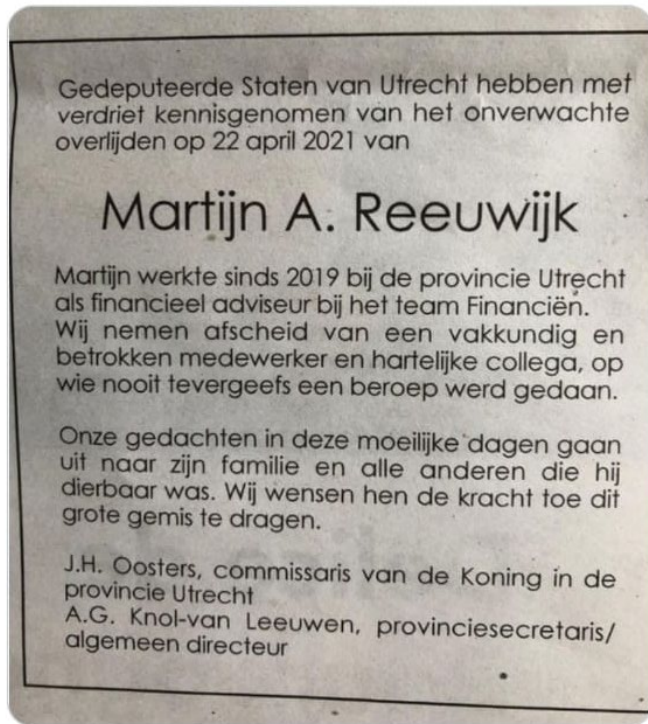 Gedeputeerde Staten van Utrecht hebben met
verdriet kennisgenomen van het onverwachte
overlijden op 22 april 2021 van
Martijn A. Reeuwijk
Martijn werkte sinds 2019 bij de provincie Utrecht
als financieel adviseur bij het team Financiën.
Wij nemen afscheid van een vakkundig en
betrokken medewerker en hartelijke collega, op
wie nooit tevergeefs een beroep werd gedaan.
Onze gedachten in deze moeilijke dagen gaan
uit naar zijn familie en alle anderen die hij
dierbaar was. Wij wensen hen de kracht toe dit
grote gemis te dragen.
J.H. Oosters, commissaris van de Koning in de
provincie Utrecht
A.G. Knol-van Leeuwen, provinciesecretaris/
algemeen directeur